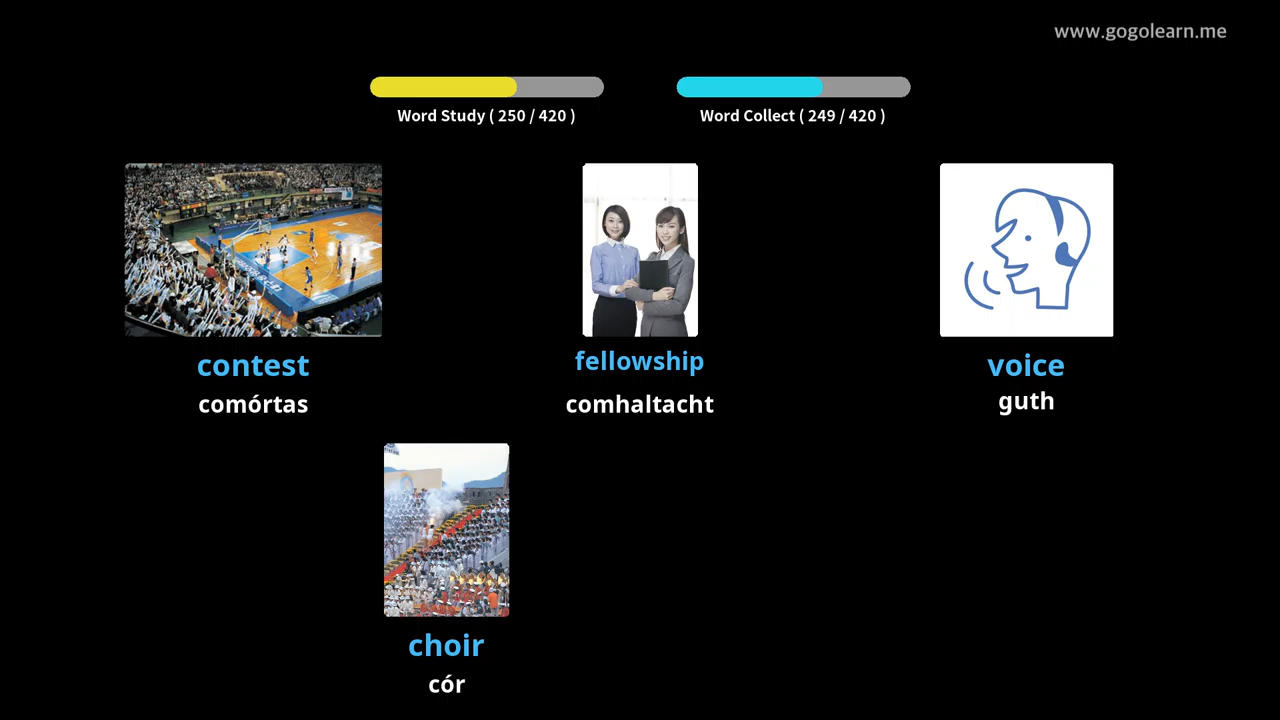 www.gogolearn.me
Word Study ( 250 / 420 )
Word Collect ( 249 / 420 )
contest
comórtas
fellowship
comhaltacht
voice
guth
choir
cór